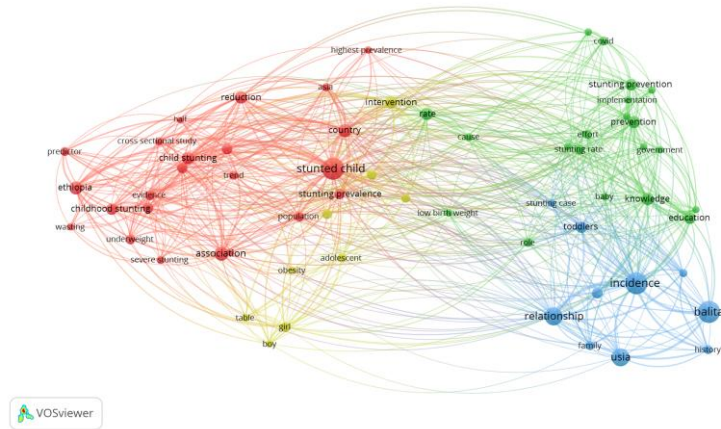 highest prevalence
covid
stunting prevention
asia
reduction
intervention
implementation
rate
hall
country
prevention
cause
effort
cross sectional study
stunting rate
government
predictor
child stunting
stunted child
trend
ethiopia
evidence
stunting prevalence
baby
knowledge
childhood stunting
stunting case
population
low birth weight
education
wasting
toddlers
underweight
role
association
severe stunting
adolescent
obesity
incidence
relationship
balita
table
girl
boy
family
history
usia
VOSviewer